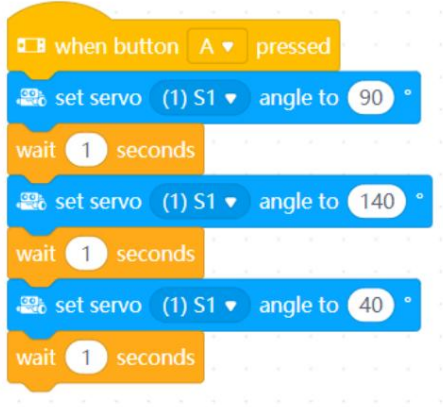 when button A ▾ pressed
set servo (1) S1 ▾ angle to 90 °
wait 1 seconds
set servo (1) S1 ▾ angle to 140 °
wait 1 seconds
set servo (1) S1 ▾ angle to 40 °
wait 1 seconds